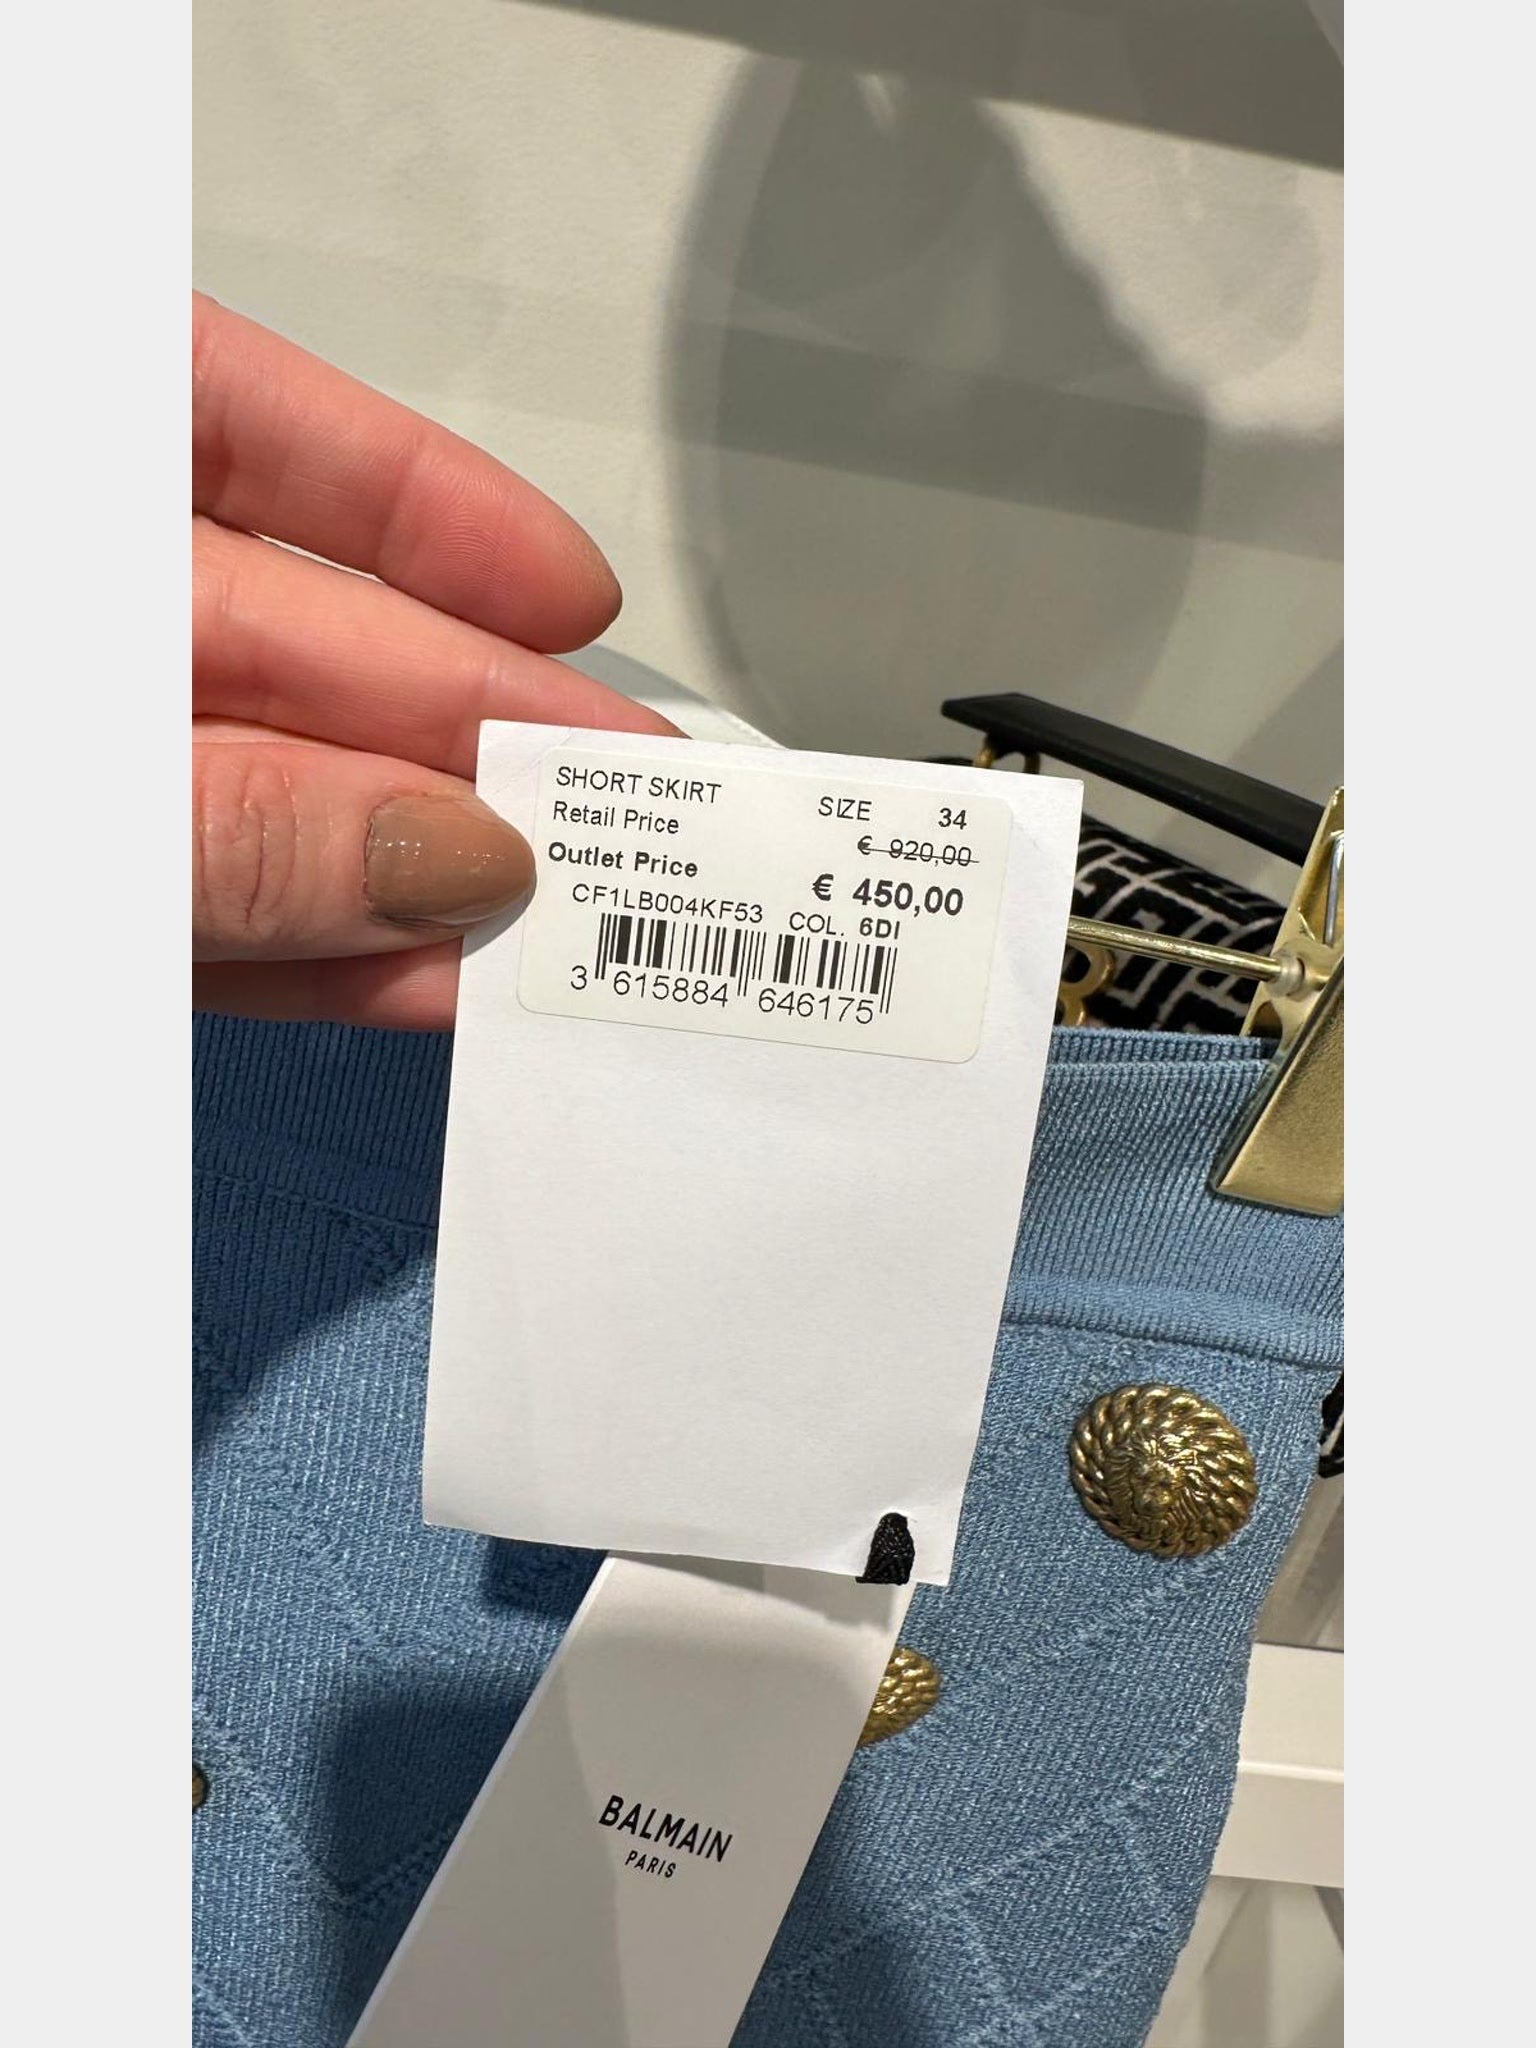 SHORT SKIRT SIZE 34
Retail Price € 920,00
Outlet Price € 450,00
CF1LB004KF53 COL. 6DI
3 615884 646175
BALMAIN
PARIS